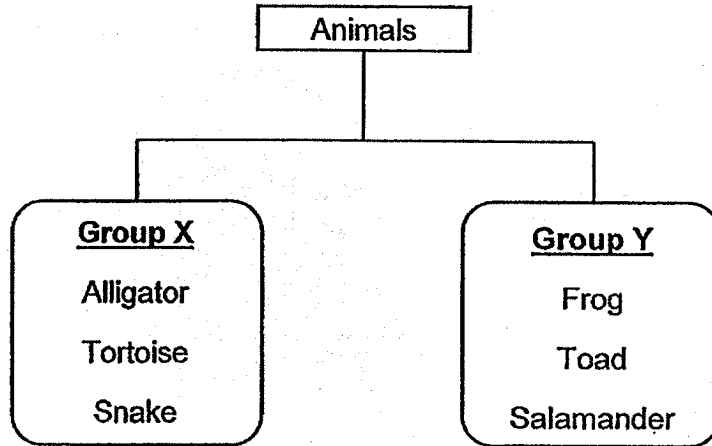 Animals
Group X
Alligator
Tortoise
Snake
Group Y
Frog
Toad
Salamander